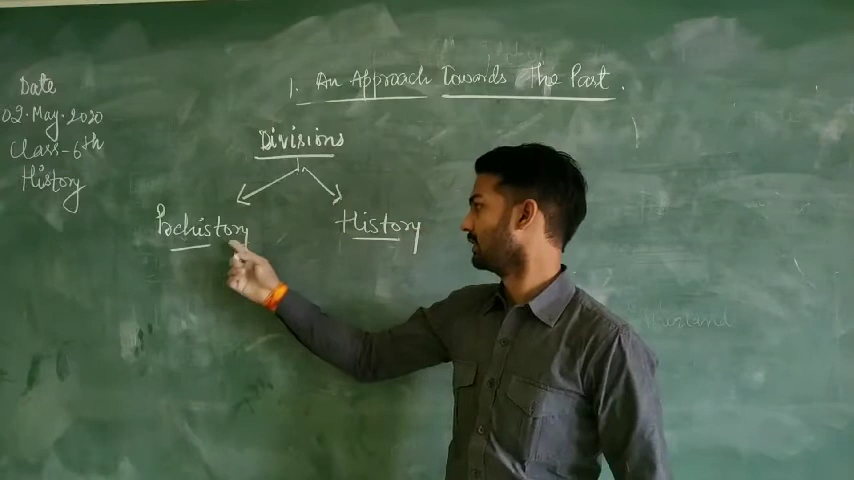 Date
02.May.2020
Class-6th
History
1. An Approach Towards The Past.
Divisions
Prehistory
History